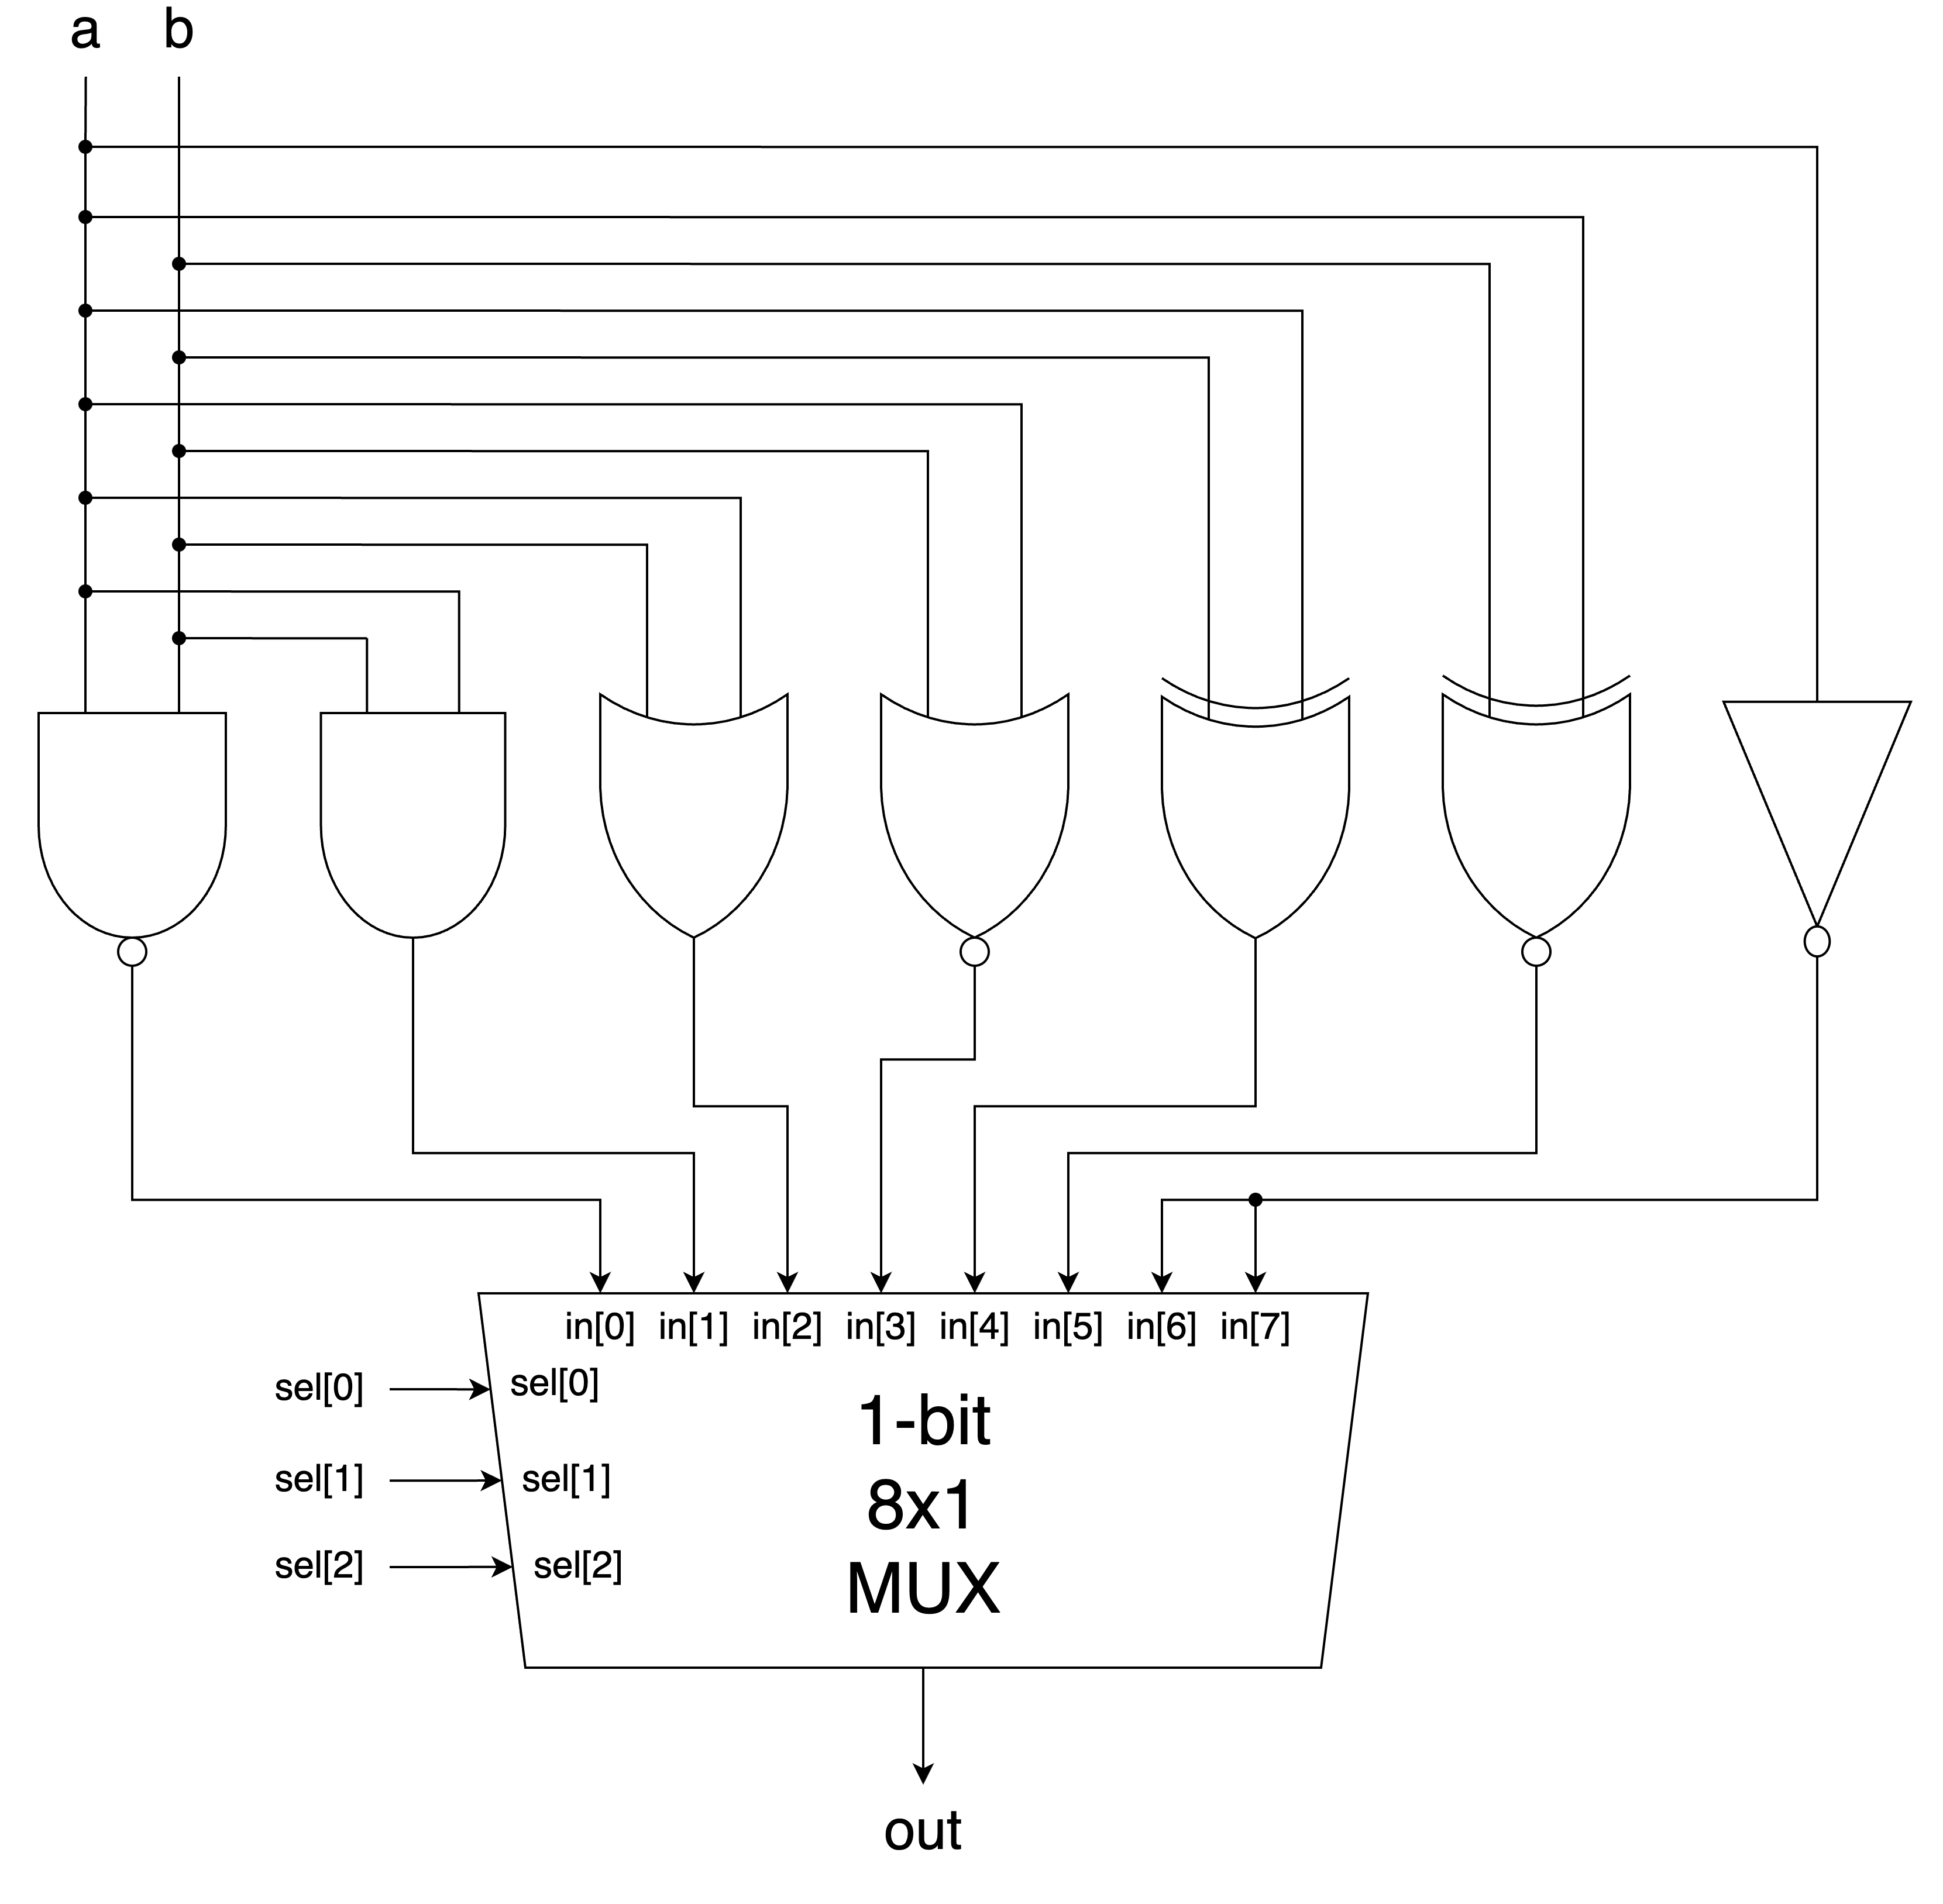 a b
in[0] in[1] in[2] in[3] in[4] in[5] in[6] in[7]
sel[0] sel[0]
sel[1] sel[1]
sel[2] sel[2]
1-bit
8x1
MUX
out